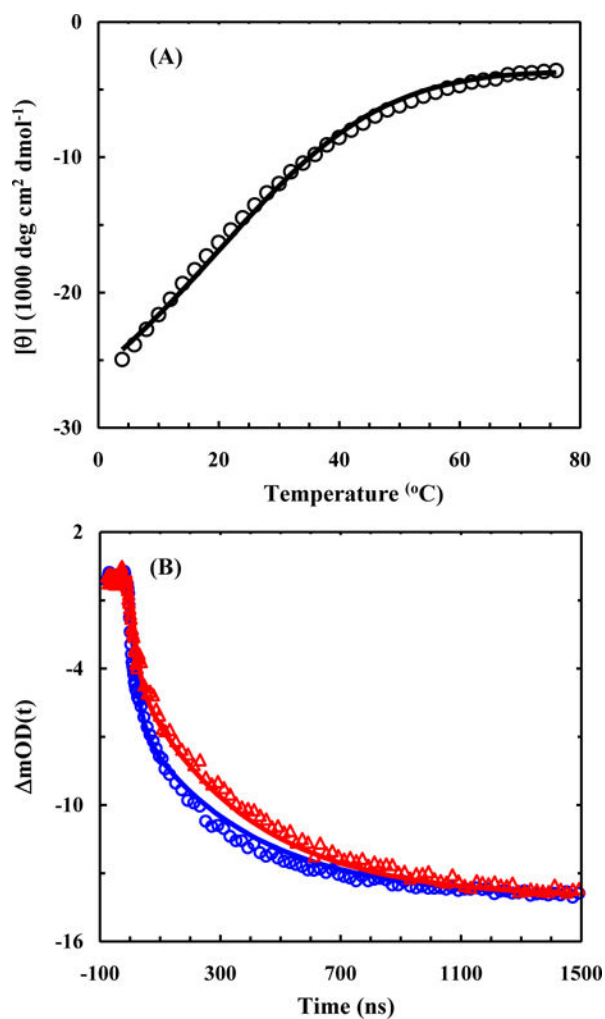 (A)
0
-10
-20
-30
[θ] (1000 deg cm² dmol⁻¹)
0 20 40 60 80
Temperature (ºC)
(B)
2
-4
-10
-16
ΔmOD(t)
-100 300 700 1100 1500
Time (ns)